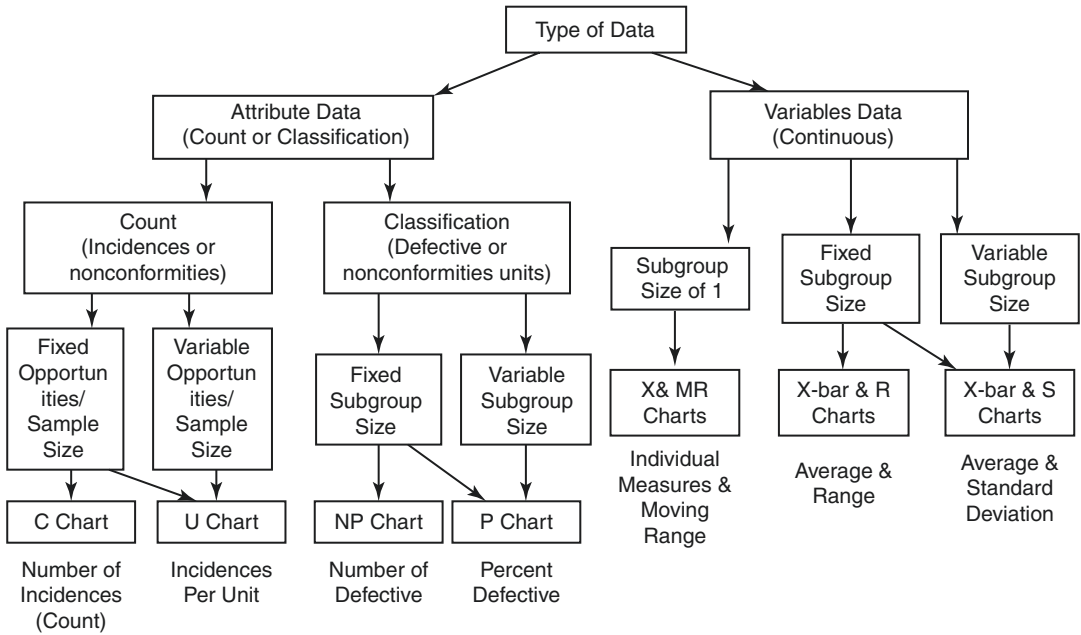 Type of Data
Attribute Data
(Count or Classification)
Variables Data
(Continuous)
Count
(Incidences or
nonconformities)
Classification
(Defective or
nonconformities units)
Subgroup
Size of 1
Fixed
Subgroup
Size
Variable
Subgroup
Size
Fixed
Opportun
ities/
Sample
Size
Variable
Opportun
ities/
Sample
Size
Fixed
Subgroup
Size
Variable
Subgroup
Size
X& MR
Charts
X-bar & R
Charts
X-bar & S
Charts
Individual
Measures &
Moving
Range
Average &
Range
Average &
Standard
Deviation
C Chart
U Chart
NP Chart
P Chart
Number of
Incidences
(Count)
Incidences
Per Unit
Number of
Defective
Percent
Defective